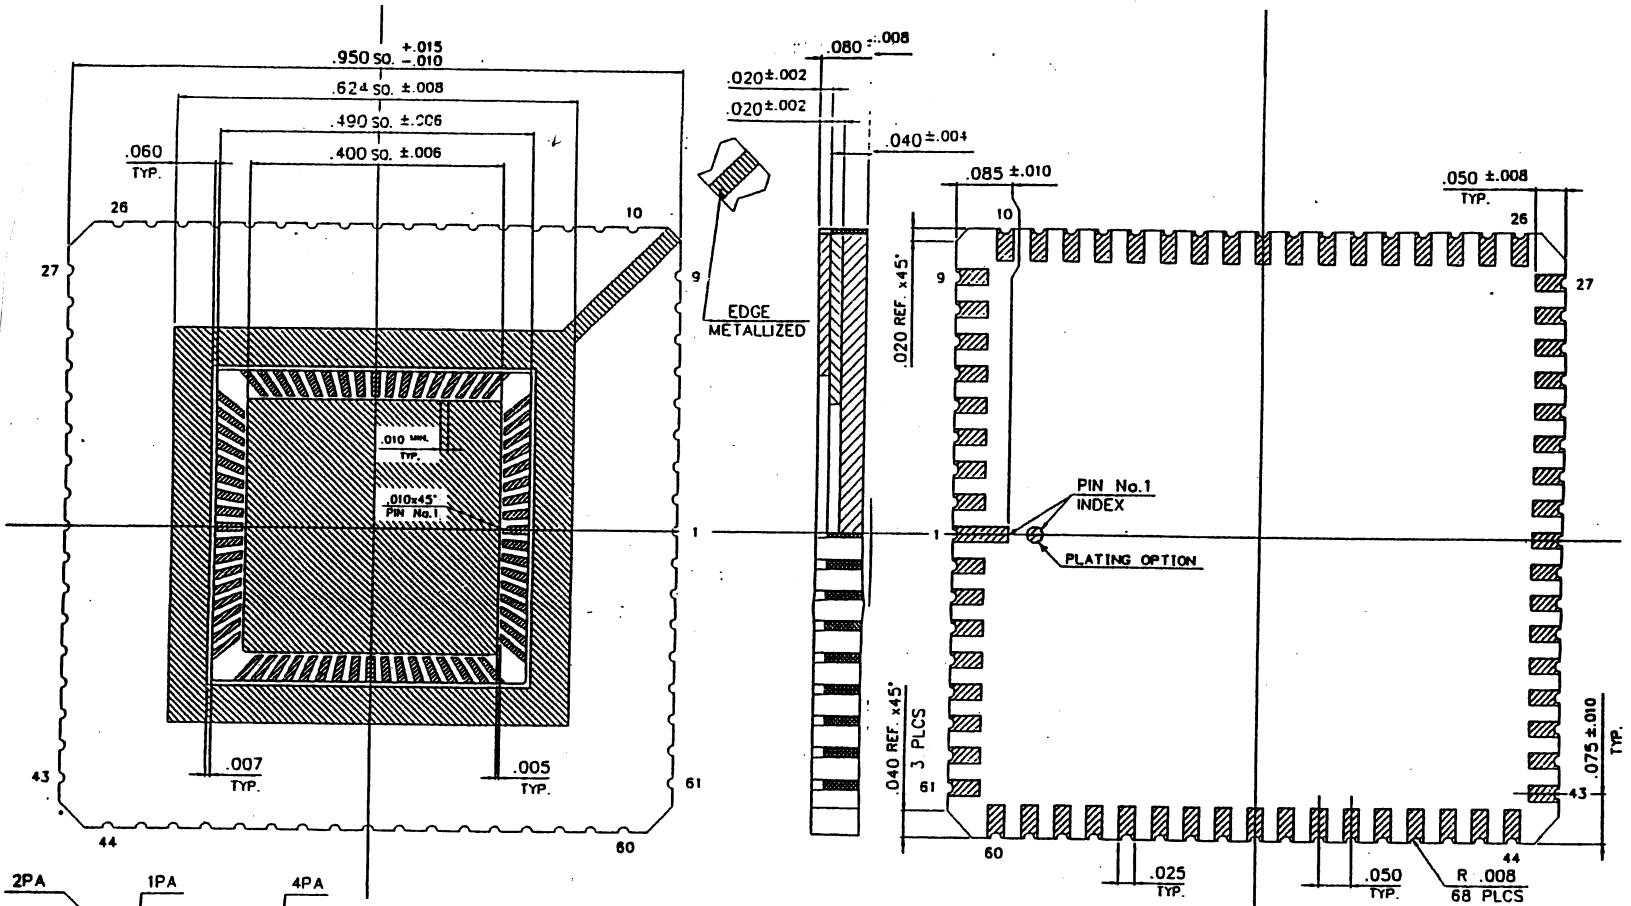 .950 SQ. +.015
-.010
.624 SQ. ±.008
.490 SQ. ±.006
.400 SQ. ±.006
.060
TYP.
26
10
27
9
EDGE
METALLIZED
.010 MIN.
TYP.
.010x45°
PIN No.1
1
43
61
.007
TYP.
.005
TYP.
44
60
2PA
1PA
4PA
.080 ±.008
.020±.002
.020±.002
.040±.004
.085 ±.010
.050 ±.008
TYP.
10
26
9
27
.020 REF. x45°
PIN No.1
INDEX
1
PLATING OPTION
.040 REF. x45°
3 PLCS
61
43
.075±.010
TYP.
60
44
.025
TYP.
.050
TYP.
R .008
68 PLCS